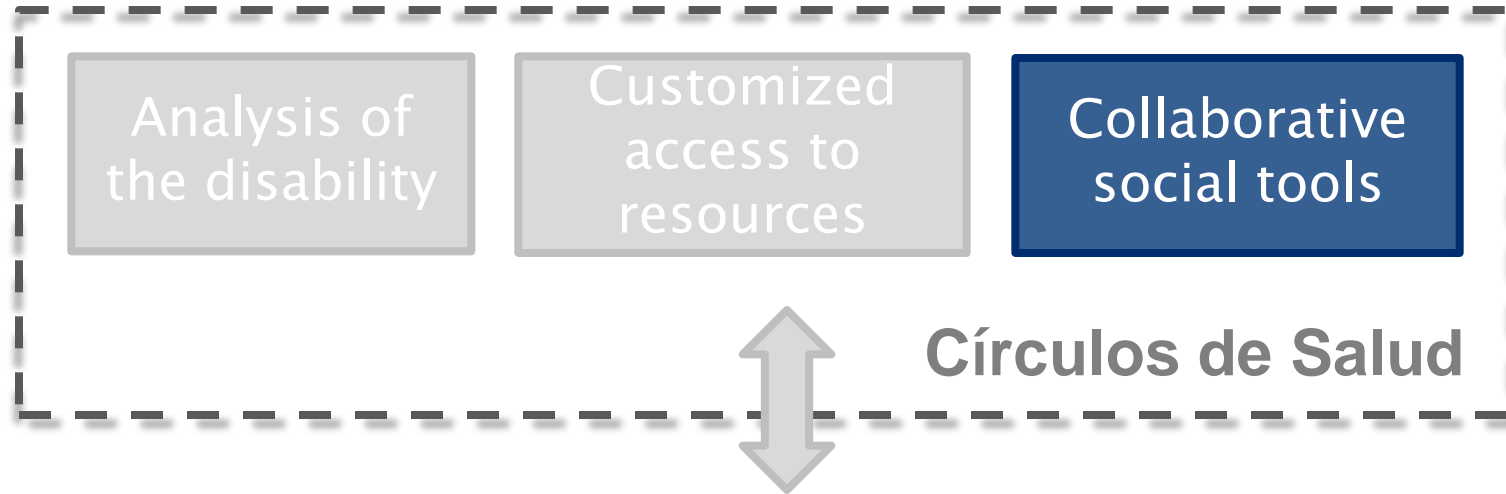 Analysis of
the disability
Customized
access to
resources
Collaborative
social tools
Círculos de Salud